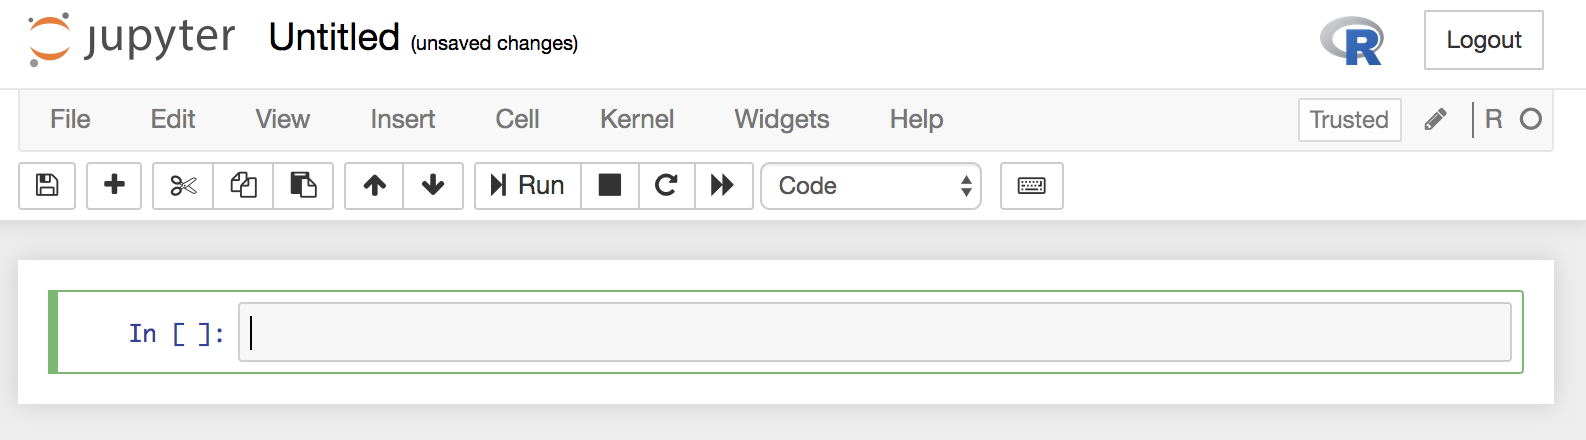 jupyter Untitled (unsaved changes) R Logout
File Edit View Insert Cell Kernel Widgets Help Trusted R
Run Code
In [ ]: